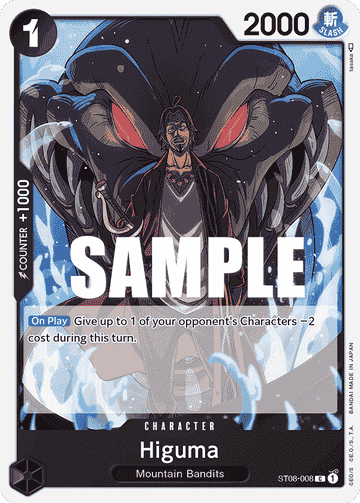 1
2000
斬
SLASH
tasake
COUNTER +1000
SAMPLE
On Play Give up to 1 of your opponent's Characters −2
cost during this turn.
CHARACTER
Higuma
Mountain Bandits
ST08-008 C 1
©E.O./S. ©E.O./S., T.A. BANDAI MADE IN JAPAN